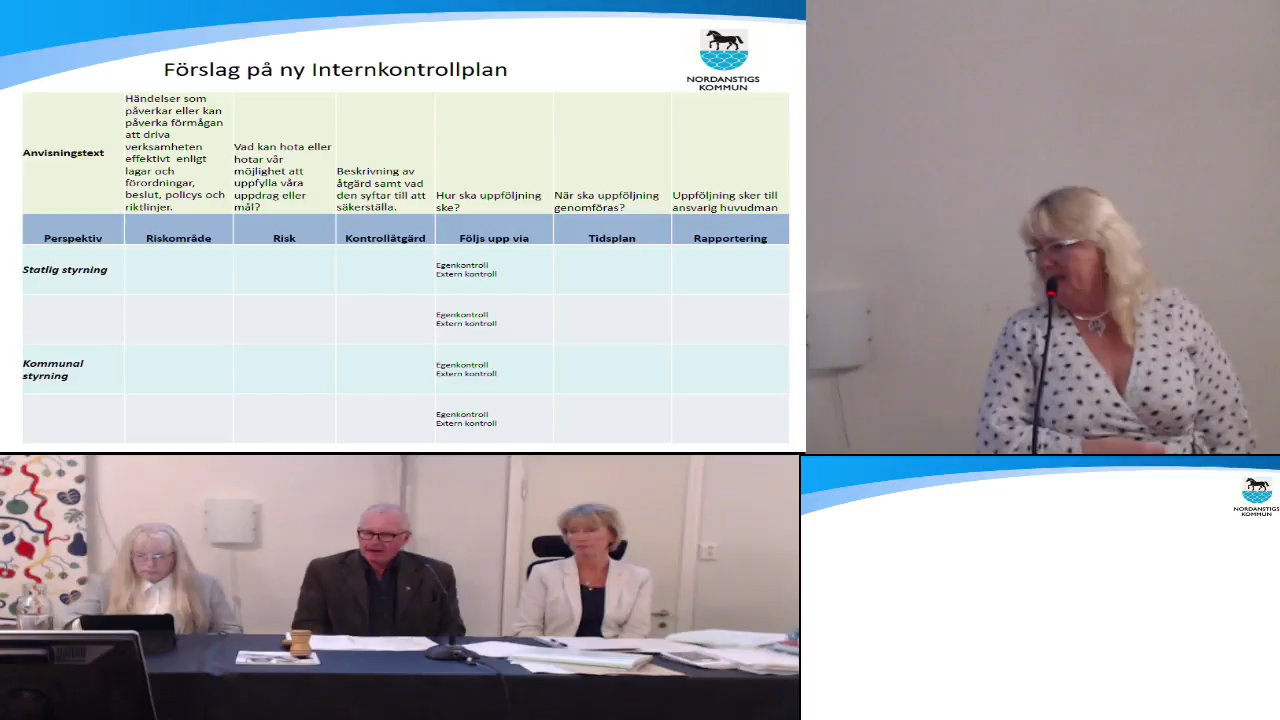 Förslag på ny Internkontrollplan
NORDANSTIGS
KOMMUN
Anvisningstext
Händelser som
påverkar eller kan
påverka förmågan
att driva
verksamheten
effektivt enligt
lagar och
förordningar,
beslut, policys och
riktlinjer.
Vad kan hota eller
hotar vår
möjlighet att
uppfylla våra
uppdrag eller
mål?
Beskrivning av
åtgärd samt vad
den syftar till att
säkerställa.
Hur ska uppföljning
ske?
När ska uppföljning
genomföras?
Uppföljning sker till
ansvarig huvudman
Perspektiv Riskområde Risk Kontrollåtgärd Följs upp via Tidsplan Rapportering
Statlig styrning
Egenkontroll
Extern kontroll
Egenkontroll
Extern kontroll
Kommunal
styrning
Egenkontroll
Extern kontroll
Egenkontroll
Extern kontroll
NORDANSTIGS
KOMMUN